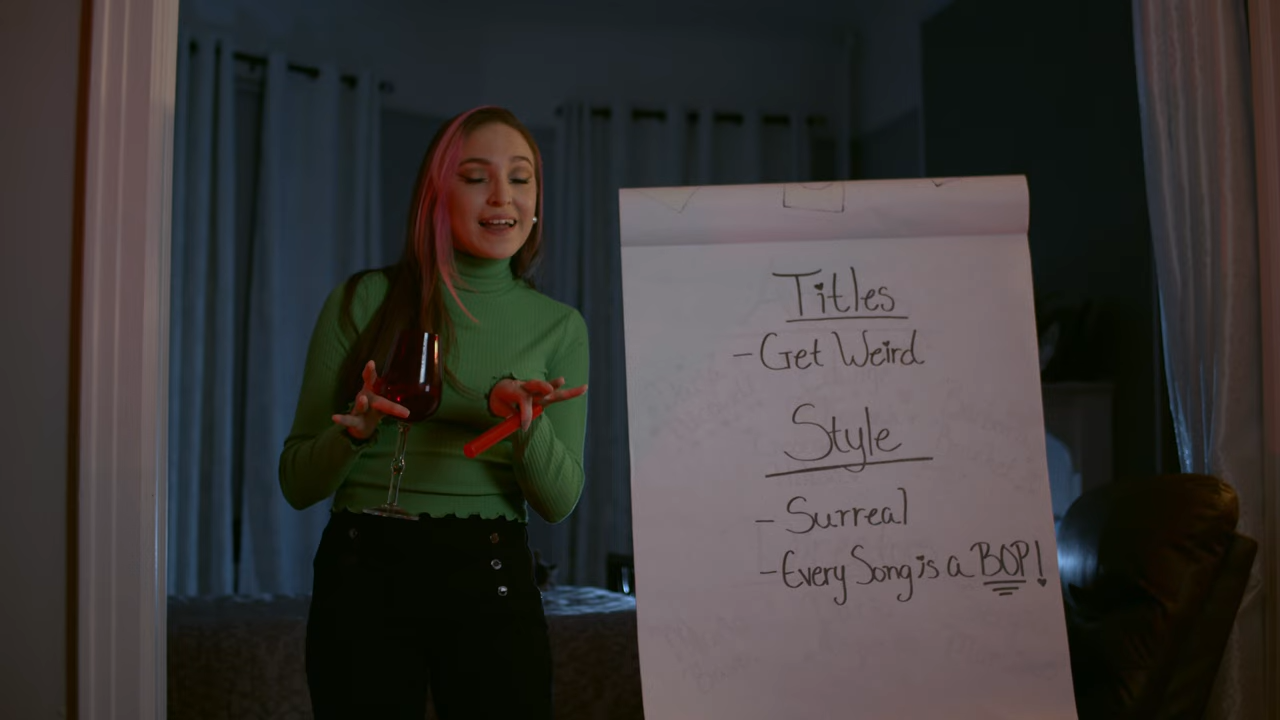 Titles
- Get Weird
Style
- Surreal
- Every Song is a BOP!